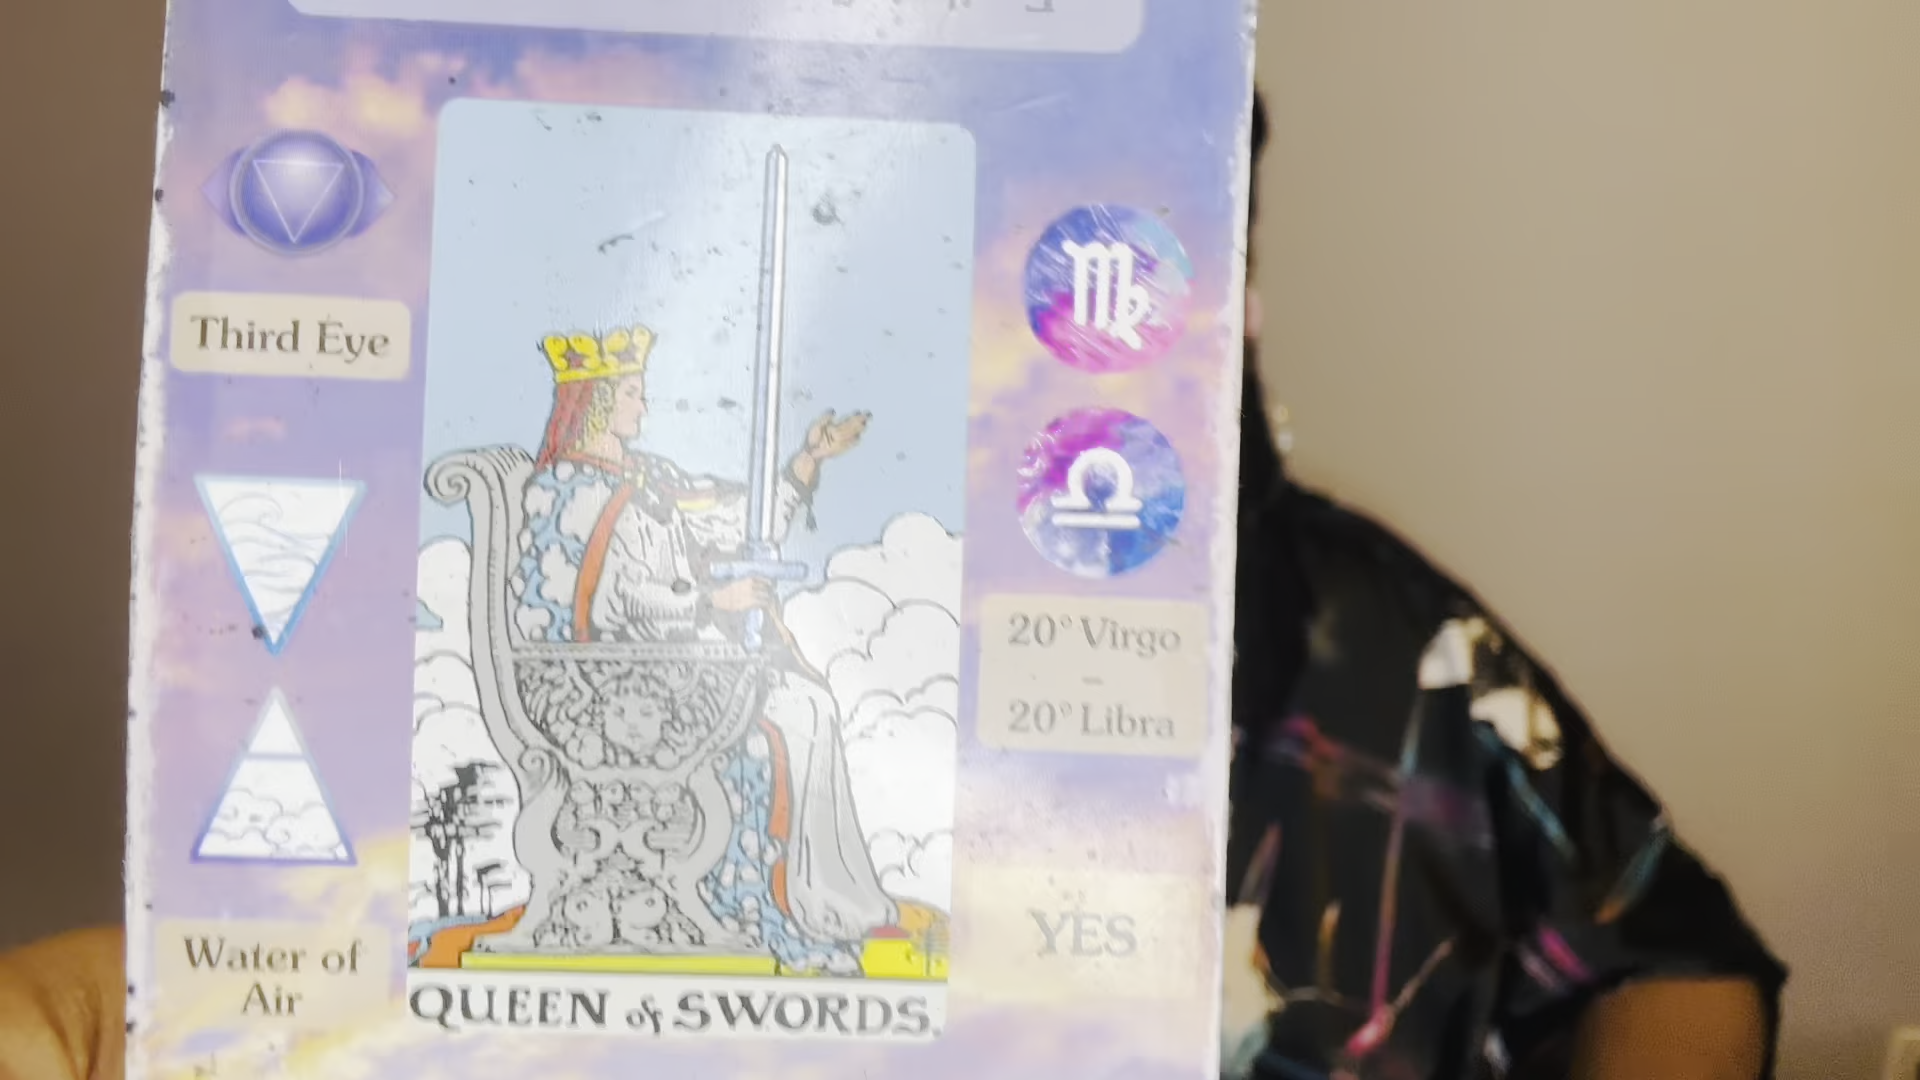 Third Eye
20° Virgo
–
20° Libra
YES
Water of
Air
QUEEN of SWORDS.